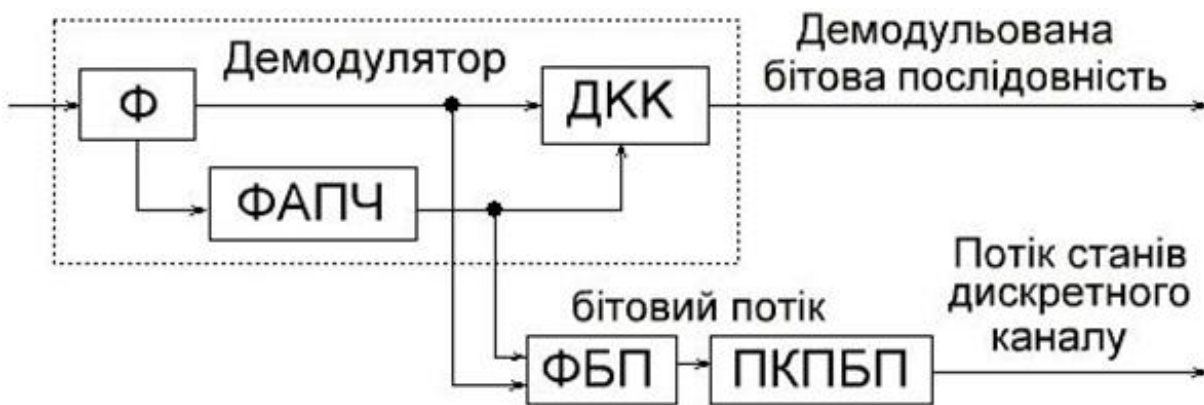 Демодулятор
Демодульована
бітова послідовність
Ф
ДКК
ФАПЧ
Потік станів
дискретного
каналу
бітовий потік
ФБП
ПКПБП